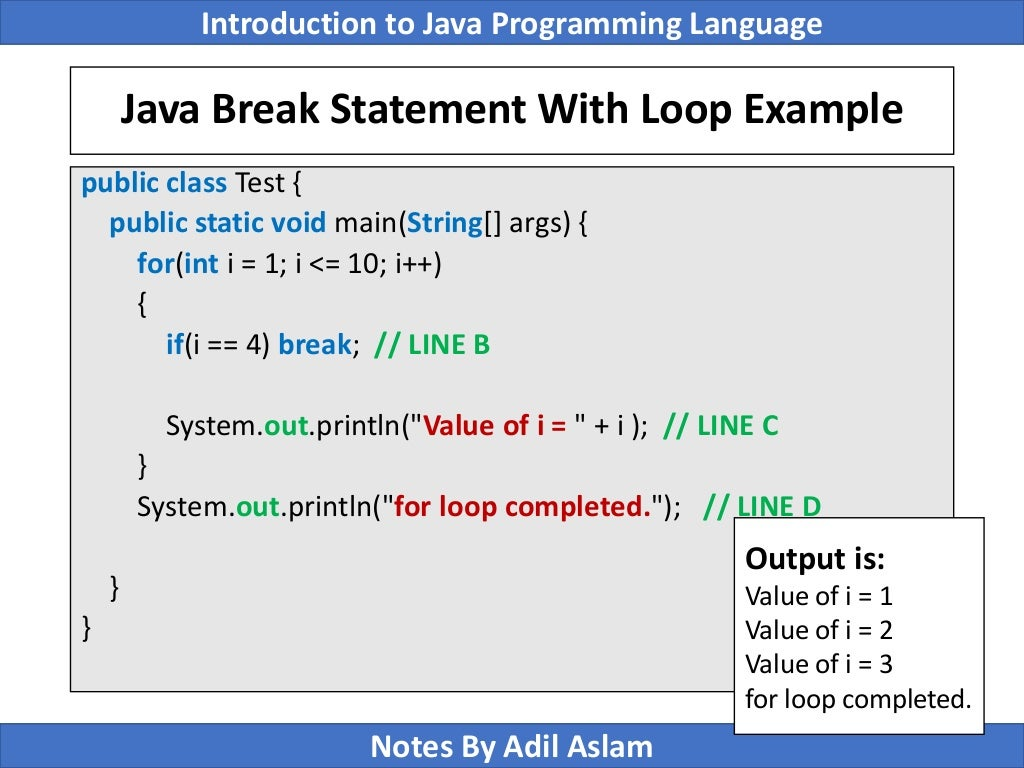 Introduction to Java Programming Language
Java Break Statement With Loop Example
public class Test {
public static void main(String[] args) {
for(int i = 1; i <= 10; i++)
{
if(i == 4) break;  // LINE B
System.out.println("Value of i = " + i );  // LINE C
}
System.out.println("for loop completed.");   // LINE D
}
}
Output is:
Value of i = 1
Value of i = 2
Value of i = 3
for loop completed.
Notes By Adil Aslam